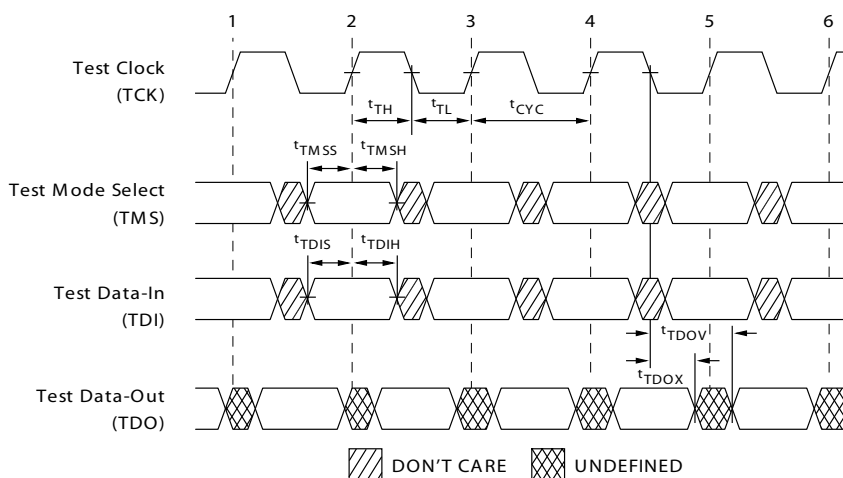 1 2 3 4 5 6
Test Clock
(TCK)
tTH tTL tCYC
tTMSS tTMSH
Test Mode Select
(TMS)
tTDIS tTDIH
Test Data-In
(TDI)
tTDOV
tTDOX
Test Data-Out
(TDO)
DON'T CARE UNDEFINED